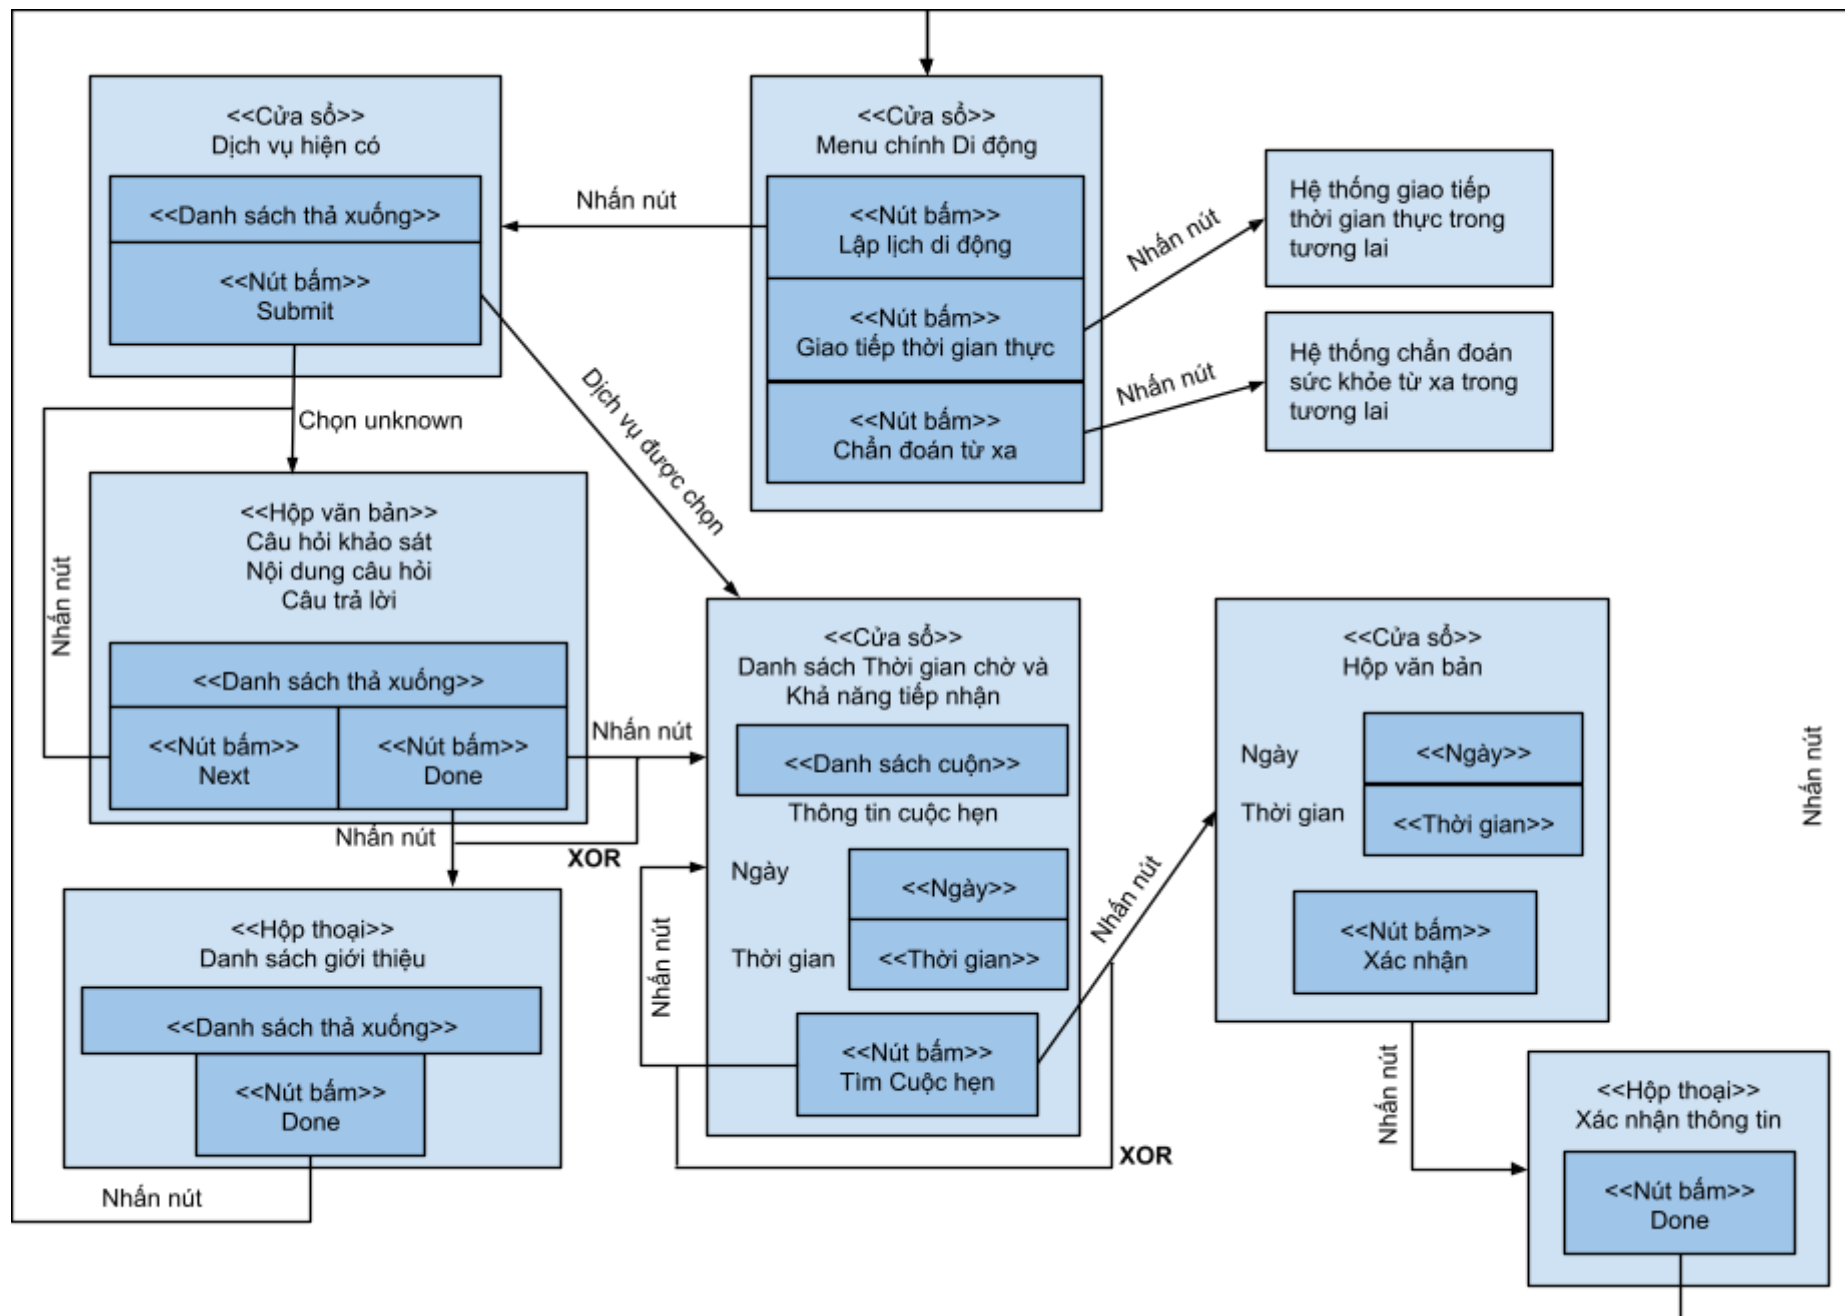 <<Cửa sổ>>
Dịch vụ hiện có
<<Danh sách thả xuống>>
<<Nút bấm>>
Submit
Nhấn nút
<<Cửa sổ>>
Menu chính Di động
<<Nút bấm>>
Lập lịch di động
<<Nút bấm>>
Giao tiếp thời gian thực
<<Nút bấm>>
Chẩn đoán từ xa
Nhấn nút
Hệ thống giao tiếp
thời gian thực trong
tương lai
Nhấn nút
Hệ thống chẩn đoán
sức khỏe từ xa trong
tương lai
Chọn unknown
Dịch vụ được chọn
Nhấn nút
<<Hộp văn bản>>
Câu hỏi khảo sát
Nội dung câu hỏi
Câu trả lời
<<Danh sách thả xuống>>
<<Nút bấm>>
Next
<<Nút bấm>>
Done
Nhấn nút
Nhấn nút
XOR
<<Hộp thoại>>
Danh sách giới thiệu
<<Danh sách thả xuống>>
<<Nút bấm>>
Done
Nhấn nút
<<Cửa sổ>>
Danh sách Thời gian chờ và
Khả năng tiếp nhận
<<Danh sách cuộn>>
Thông tin cuộc hẹn
Ngày
<<Ngày>>
Thời gian
<<Thời gian>>
<<Nút bấm>>
Tìm Cuộc hẹn
Nhấn nút
Nhấn nút
XOR
<<Cửa sổ>>
Hộp văn bản
Ngày
<<Ngày>>
Thời gian
<<Thời gian>>
<<Nút bấm>>
Xác nhận
Nhấn nút
<<Hộp thoại>>
Xác nhận thông tin
<<Nút bấm>>
Done
Nhấn nút